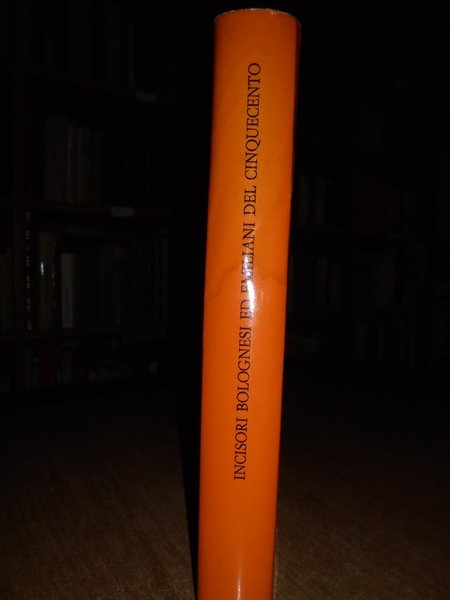 INCISORI BOLOGNESI ED EMILIANI DEL CINQUECENTO